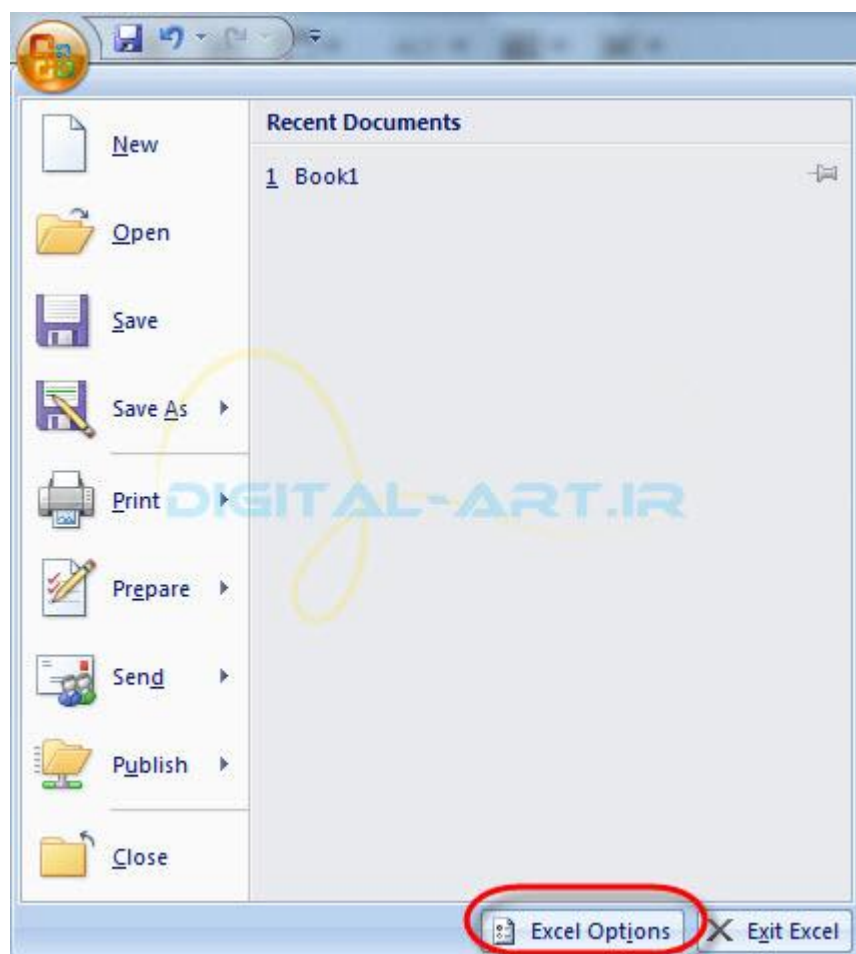 Recent Documents
New
1 Book1
Open
Save
Save As
Print
DIGITAL-ART.IR
Prepare
Send
Publish
Close
Excel Options
Exit Excel